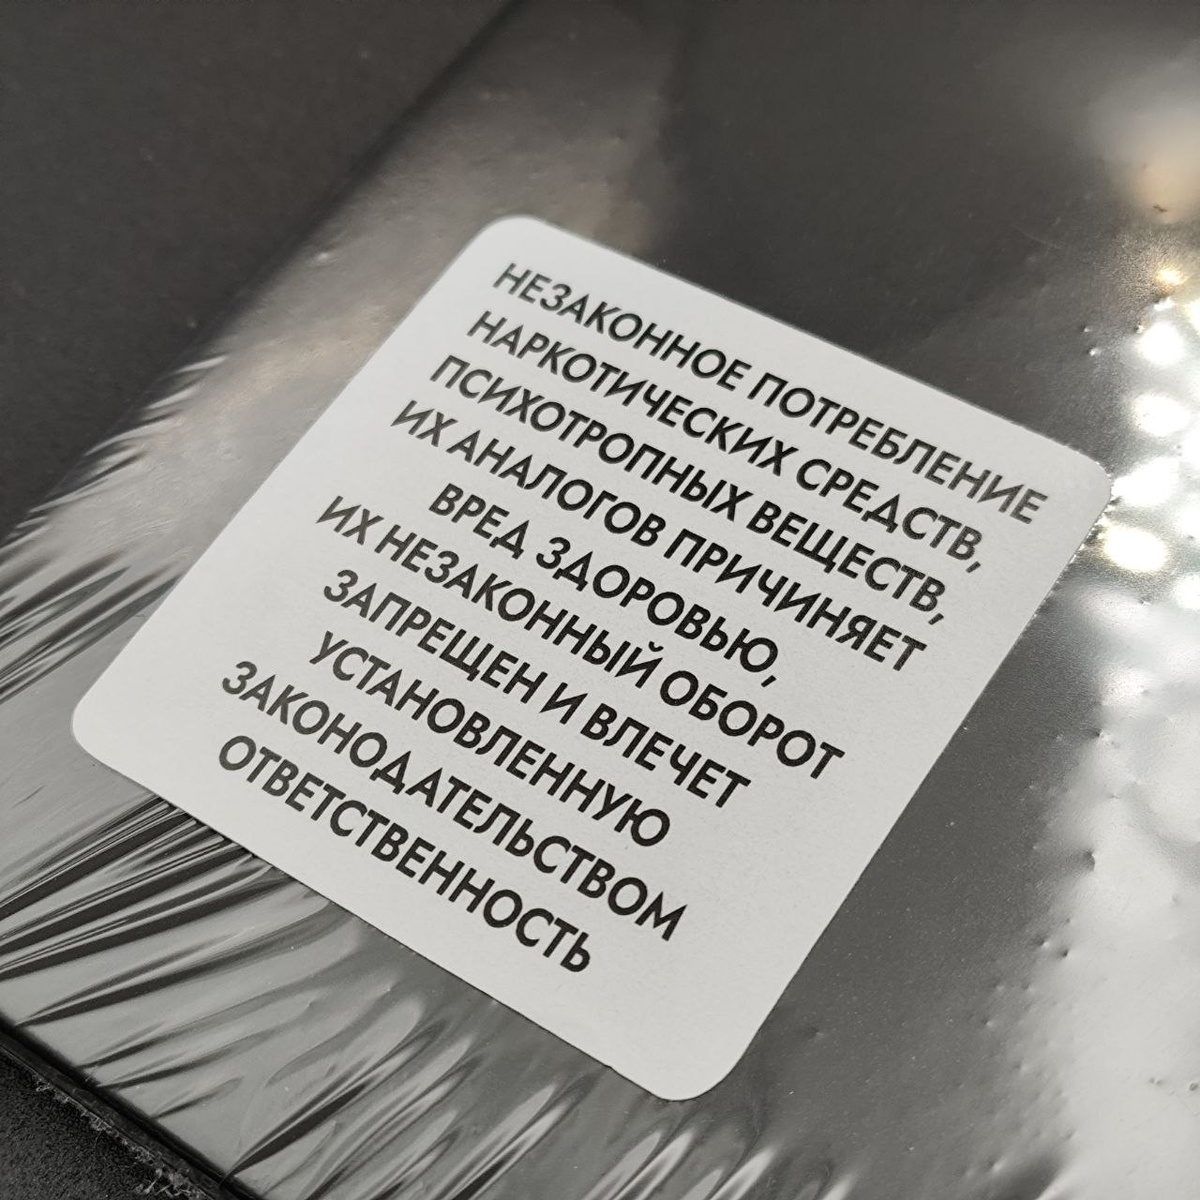 НЕЗАКОННОЕ ПОТРЕБЛЕНИЕ
НАРКОТИЧЕСКИХ СРЕДСТВ,
ПСИХОТРОПНЫХ ВЕЩЕСТВ,
ИХ АНАЛОГОВ ПРИЧИНЯЕТ
ВРЕД ЗДОРОВЬЮ,
ИХ НЕЗАКОННЫЙ ОБОРОТ
ЗАПРЕЩЕН И ВЛЕЧЕТ
УСТАНОВЛЕННУЮ
ЗАКОНОДАТЕЛЬСТВОМ
ОТВЕТСТВЕННОСТЬ